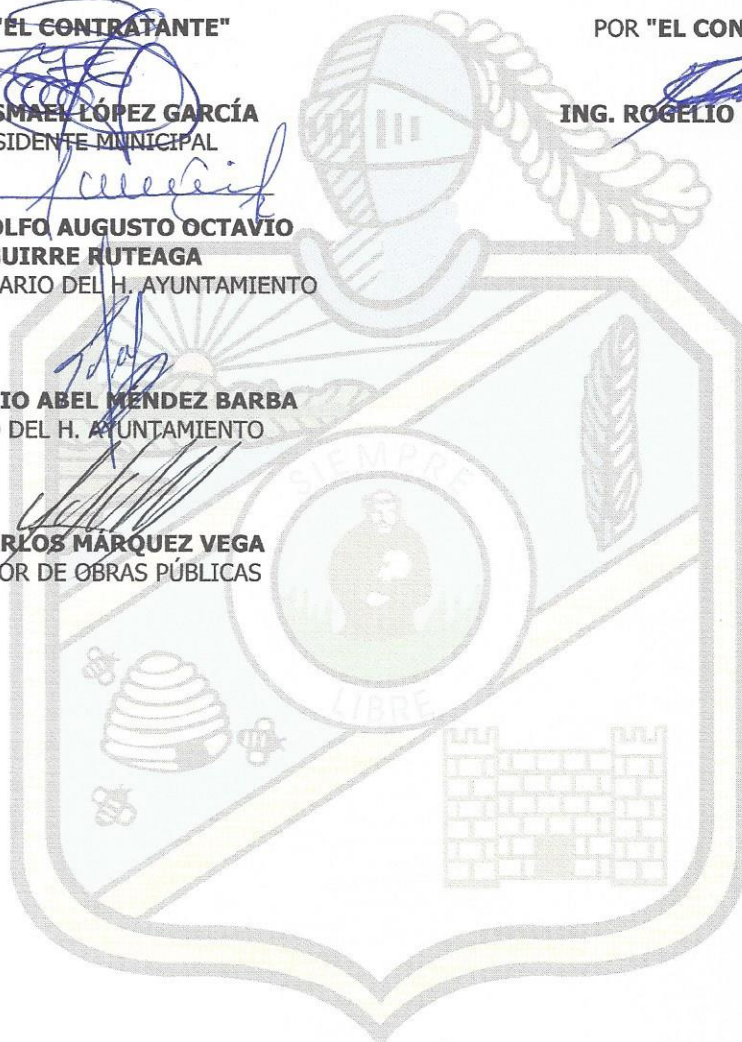 "EL CONTRATANTE"
SMAEL LÓPEZ GARCÍA
SIDENTE MUNICIPAL
OLFO AUGUSTO OCTAVIO
GUIRRE RUTEAGA
ARIO DEL H. AYUNTAMIENTO
IO ABEL MÉNDEZ BARBA
O DEL H. AYUNTAMIENTO
RLOS MÁRQUEZ VEGA
OR DE OBRAS PÚBLICAS
POR "EL CON
ING. ROGELIO
SIEMPRE
LIBRE